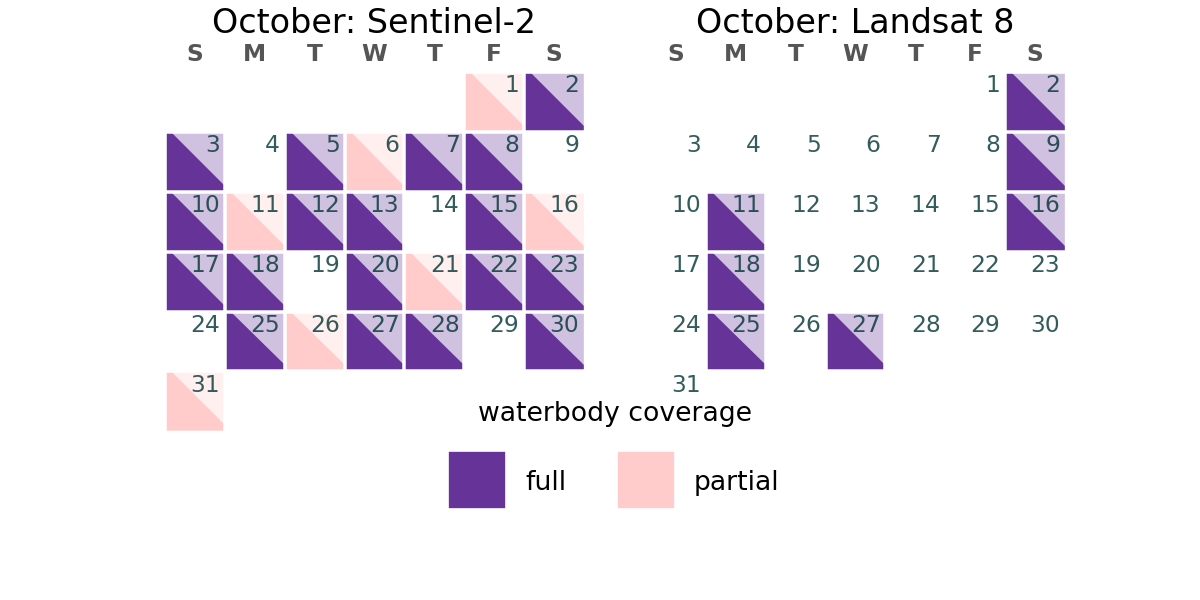 October: Sentinel-2
S M T W T F S
1 2
3 4 5 6 7 8 9
10 11 12 13 14 15 16
17 18 19 20 21 22 23
24 25 26 27 28 29 30
31
October: Landsat 8
S M T W T F S
1 2
3 4 5 6 7 8 9
10 11 12 13 14 15 16
17 18 19 20 21 22 23
24 25 26 27 28 29 30
31
waterbody coverage
full partial